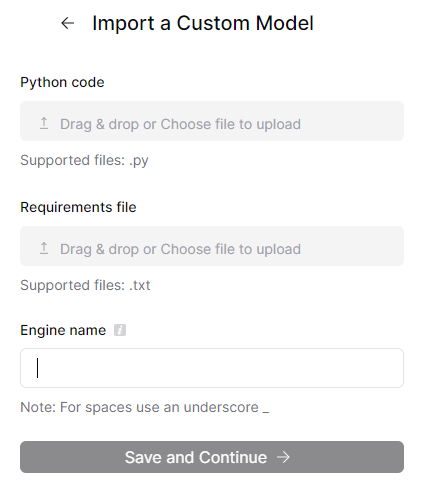 Import a Custom Model
Python code
Drag & drop or Choose file to upload
Supported files: .py
Requirements file
Drag & drop or Choose file to upload
Supported files: .txt
Engine name i
Note: For spaces use an underscore _
Save and Continue